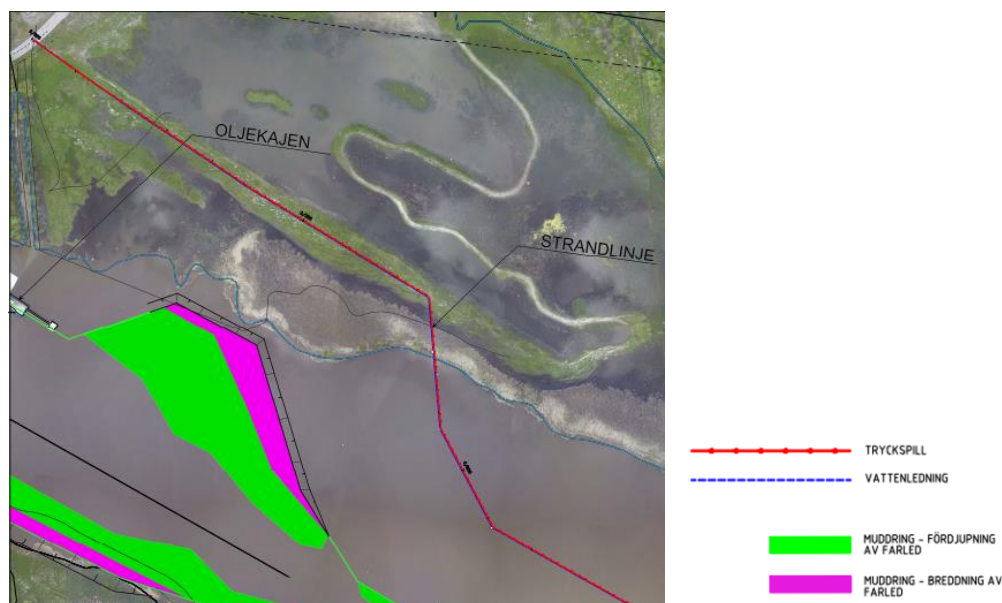 OLJEKAJEN
STRANDLINJE
TRYCKSPILL
VATTENLEDNING
MUDDRING - FÖRDJUPNING
AV FARLED
MUDDRING - BREDDNING AV
FARLED